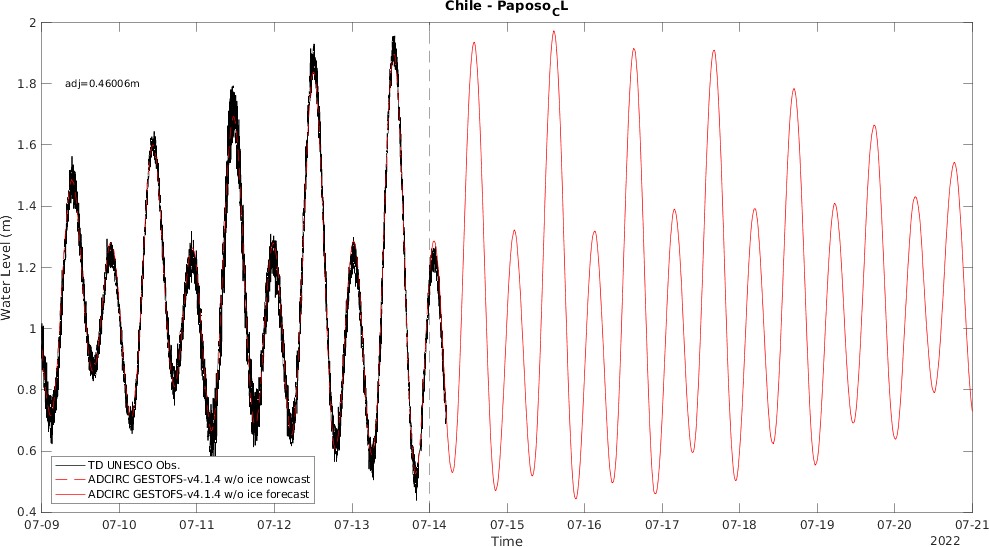 Chile - Paposo_CL
2
1.8
1.6
1.4
1.2
1
0.8
0.6
0.4
Water Level (m)
adj=0.46006m
TD UNESCO Obs.
ADCIRC GESTOFS-v4.1.4 w/o ice nowcast
ADCIRC GESTOFS-v4.1.4 w/o ice forecast
07-09 07-10 07-11 07-12 07-13 07-14 07-15 07-16 07-17 07-18 07-19 07-20 07-21
Time
2022